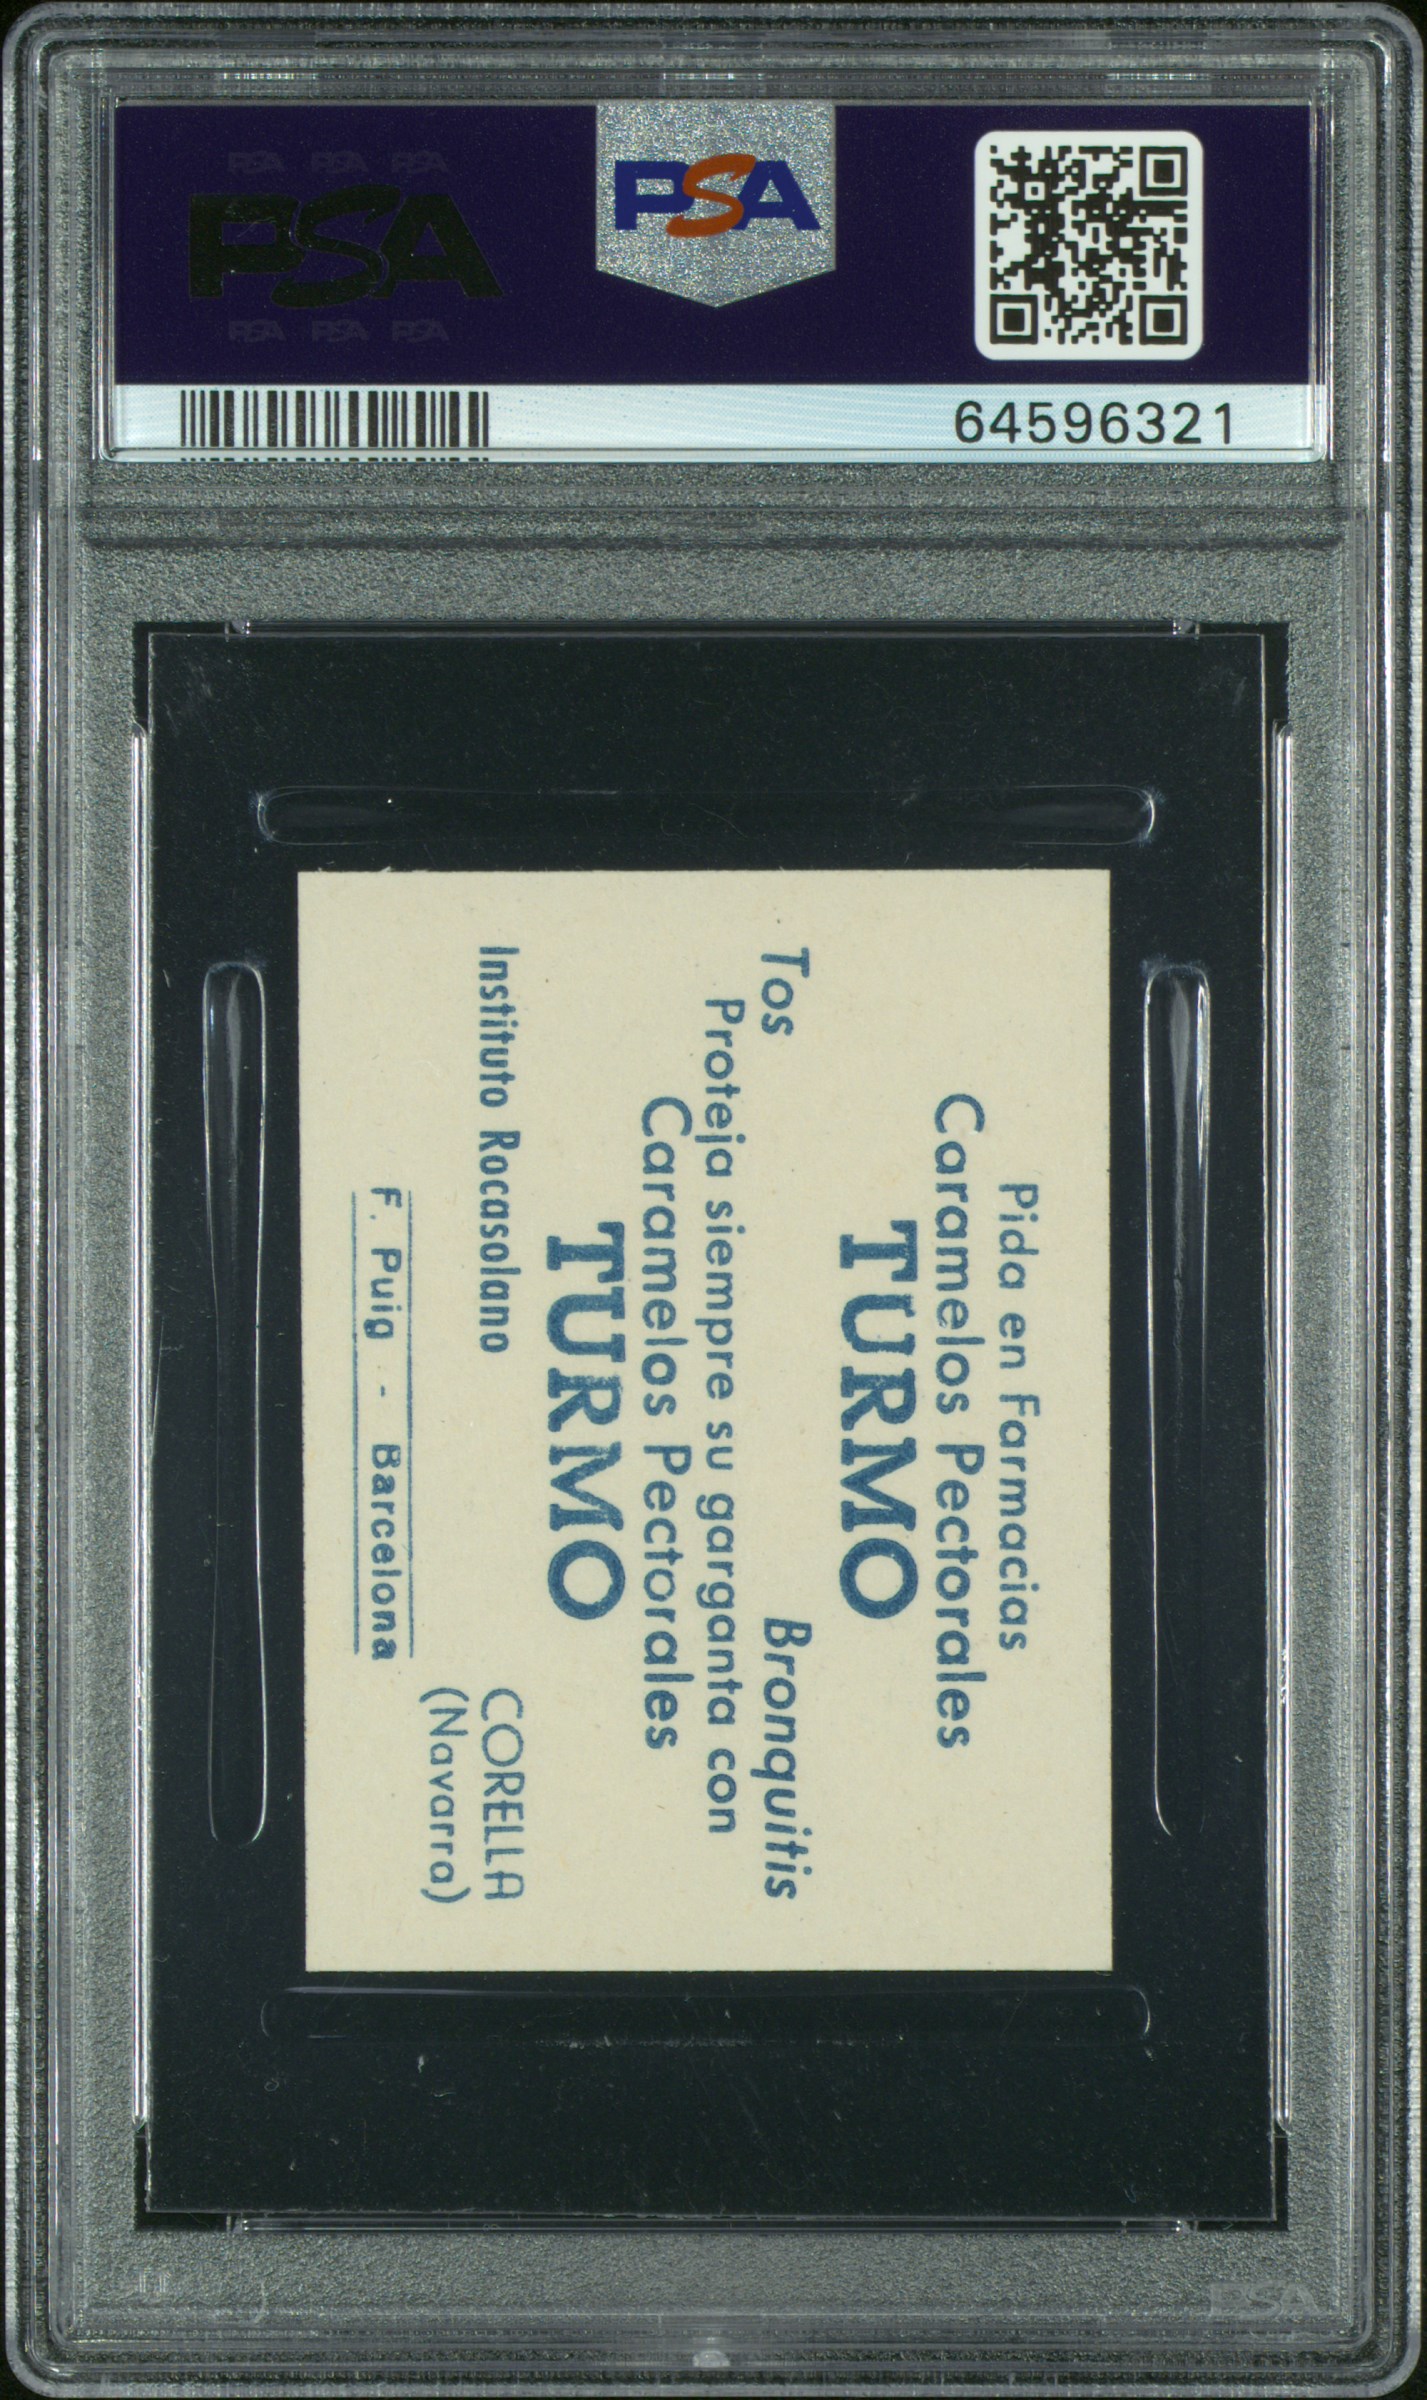 PSA PSA PSA
PSA
PSA PSA PSA
PSA
64596321
Pida en Farmacias
Caramelos Pectorales
TURMO
Tos Bronquitis
Proteja siempre su garganta con
Caramelos Pectorales
TURMO
Instituto Rocasolano CORELLA
(Navarra)
F. Puig - Barcelona
PSA